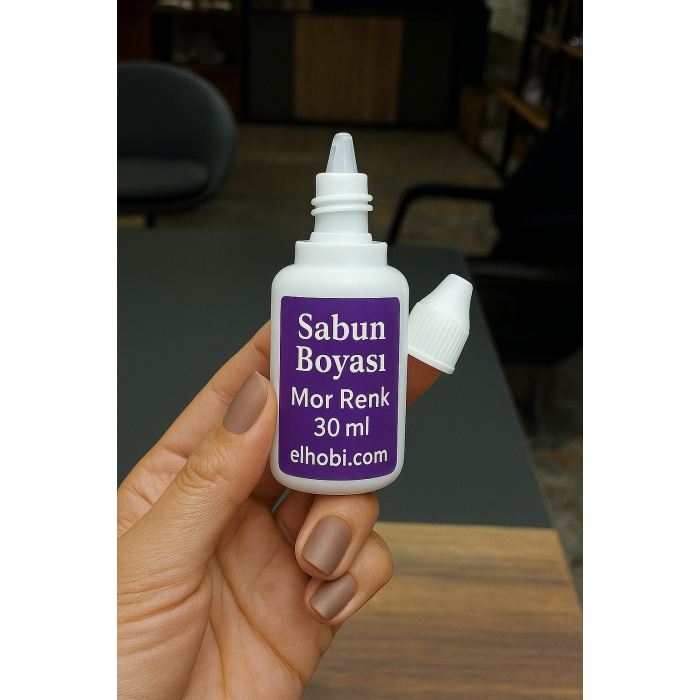 Sabun
Boyası
Mor Renk
30 ml
elhobi.com